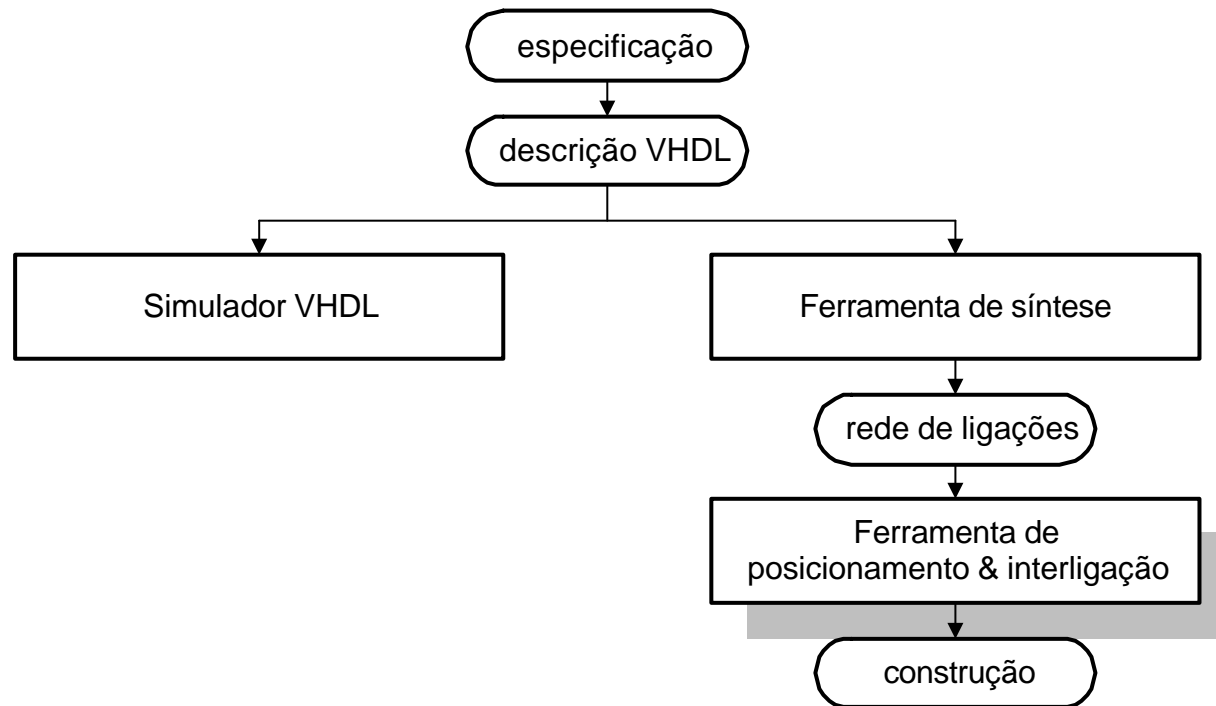 especificação
descrição VHDL
Simulador VHDL
Ferramenta de síntese
rede de ligações
Ferramenta de
posicionamento & interligação
construção